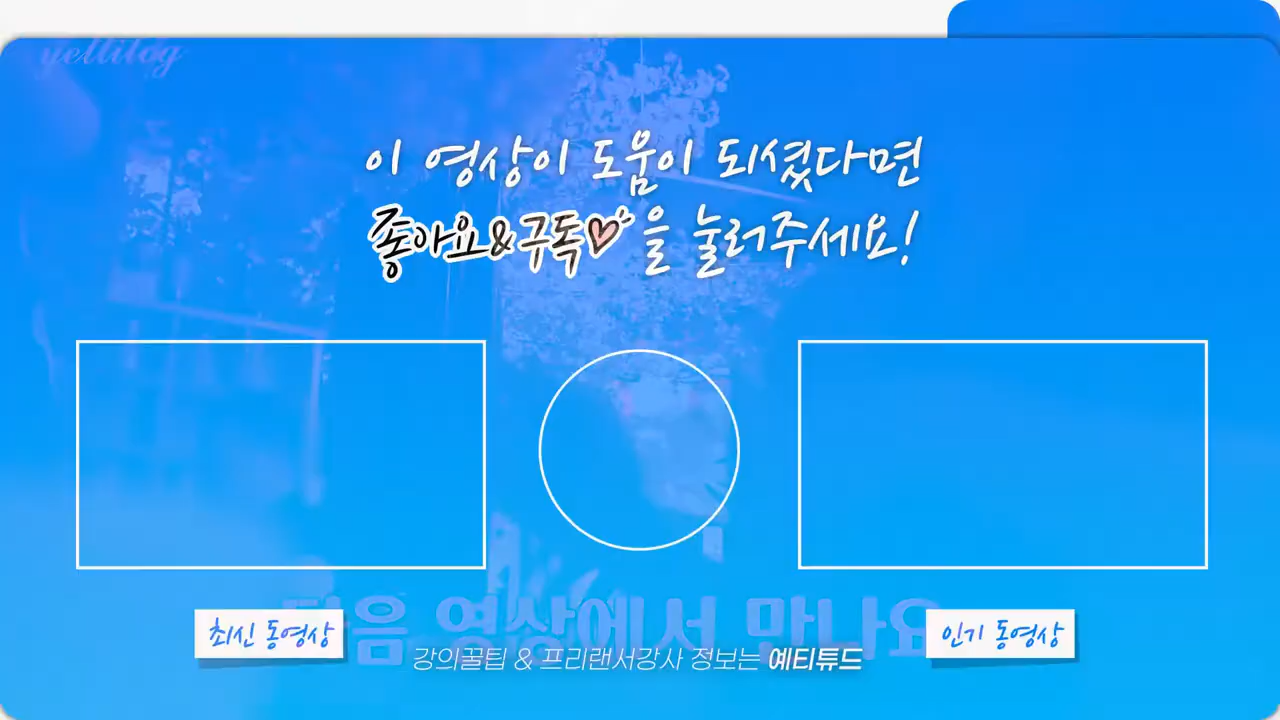 yellilog
이 영상이 도움이 되셨다면
좋아요&구독♡을 눌러주세요!
다음 영상에서 만나요
최신 동영상
인기 동영상
강의꿀팁 & 프리랜서강사 정보는 예티튜드